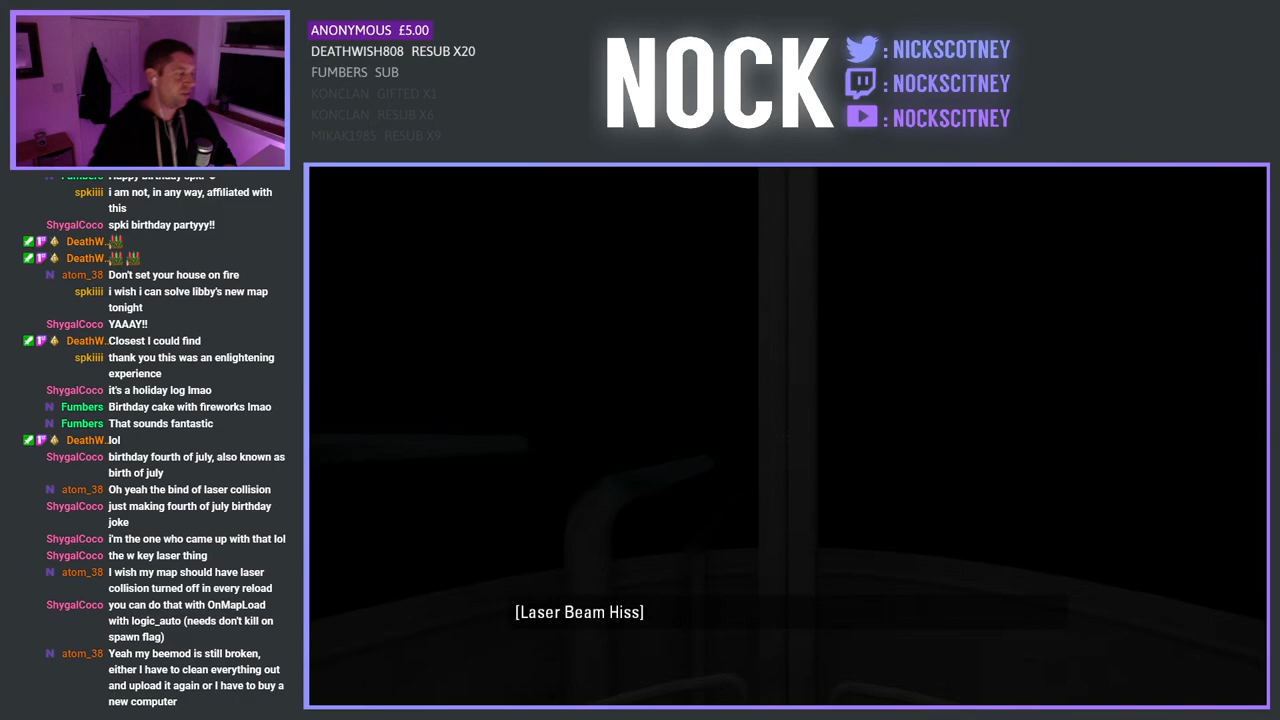 ANONYMOUS £5.00
DEATHWISH808 RESUB X20
FUMBERS SUB
KONCLAN GIFTED X1
KONCLAN RESUB X6
MIKAK1985 RESUB X9
NOCK
: NICKSCOTNEY
: NOCKSCITNEY
: NOCKSCITNEY
spkiiii i am not, in any way, affiliated with
this
ShygalCoco spki birthday partyyy!!
DeathW..
DeathW..
atom_38 Don't set your house on fire
spkiiii i wish i can solve libby's new map
tonight
ShygalCoco YAAAY!!
DeathW.. Closest I could find
spkiiii thank you this was an enlightening
experience
ShygalCoco it's a holiday log lmao
Fumbers Birthday cake with fireworks lmao
Fumbers That sounds fantastic
DeathW.. lol
ShygalCoco birthday fourth of july, also known as
birth of july
atom_38 Oh yeah the bind of laser collision
ShygalCoco just making fourth of july birthday
joke
ShygalCoco i'm the one who came up with that lol
ShygalCoco the w key laser thing
atom_38 I wish my map should have laser
collision turned off in every reload
ShygalCoco you can do that with OnMapLoad
with logic_auto (needs don't kill on
spawn flag)
atom_38 Yeah my beemod is still broken,
either I have to clean everything out
and upload it again or I have to buy a
new computer
[Laser Beam Hiss]